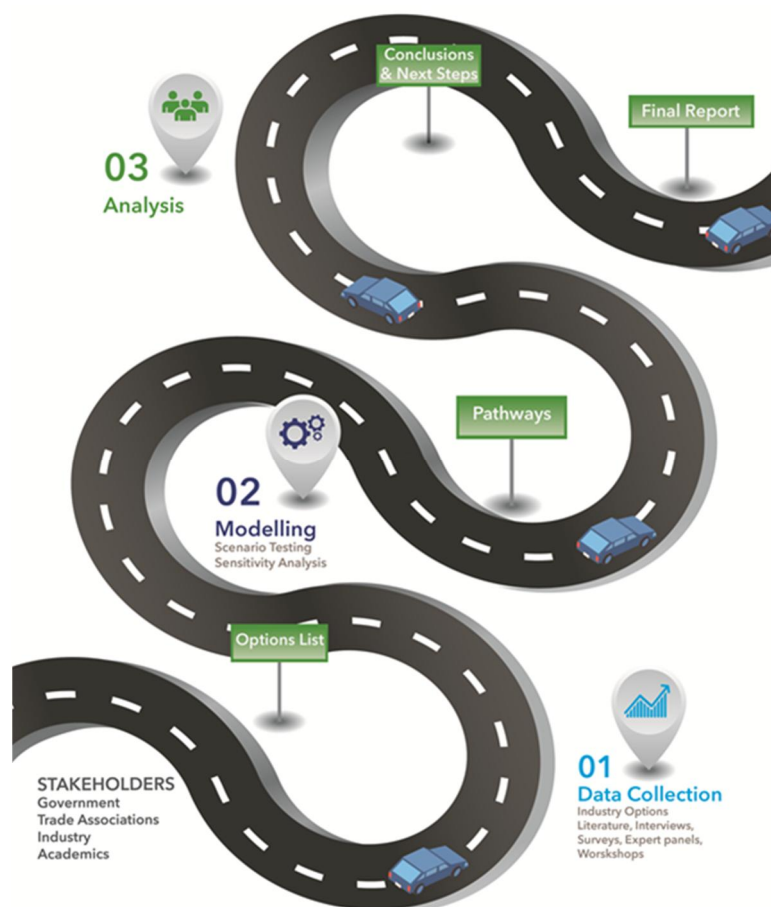 Conclusions
& Next Steps
Final Report
03
Analysis
Pathways
02
Modelling
Scenario Testing
Sensitivity Analysis
Options List
STAKEHOLDERS
Government
Trade Associations
Industry
Academics
01
Data Collection
Industry Options
Literature, Interviews,
Surveys, Expert panels,
Worskshops